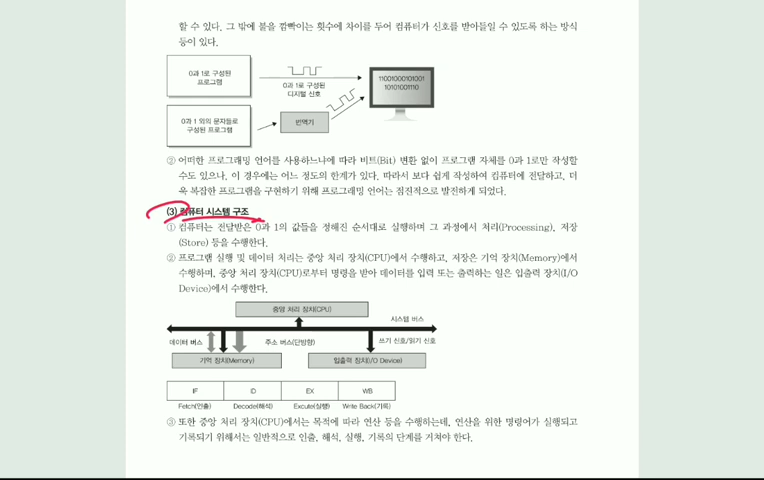 할 수 있다. 그 밖에 불을 깜빡이는 횟수에 차이를 두어 컴퓨터가 신호를 받아들일 수 있도록 하는 방식
등이 있다.
0과 1로 구성된
프로그램
0과 1로 구성된
디지털 신호
11001000101001
10101001110
0과 1 외의 문자들로
구성된 프로그램
번역기
② 어떠한 프로그래밍 언어를 사용하느냐에 따라 비트(Bit) 변환 없이 프로그램 자체를 0과 1로만 작성할
수도 있으나, 이 경우에는 어느 정도의 한계가 있다. 따라서 보다 쉽게 작성하여 컴퓨터에 전달하고, 더
욱 복잡한 프로그램을 구현하기 위해 프로그래밍 언어는 점진적으로 발전하게 되었다.
(3) 컴퓨터 시스템 구조
① 컴퓨터는 전달받은 0과 1의 값들을 정해진 순서대로 실행하며 그 과정에서 처리(Processing), 저장
(Store) 등을 수행한다.
② 프로그램 실행 및 데이터 처리는 중앙 처리 장치(CPU)에서 수행하고, 저장은 기억 장치(Memory)에서
수행하며, 중앙 처리 장치(CPU)로부터 명령을 받아 데이터를 입력 또는 출력하는 일은 입출력 장치(I/O
Device)에서 수행한다.
중앙 처리 장치(CPU)
시스템 버스
데이터 버스
주소 버스(단방향)
쓰기 신호/읽기 신호
기억 장치(Memory)
입출력 장치(I/O Device)
IF ID EX WB
Fetch(인출) Decode(해석) Excute(실행) Write Back(기록)
③ 또한 중앙 처리 장치(CPU)에서는 목적에 따라 연산 등을 수행하는데, 연산을 위한 명령어가 실행되고
기록되기 위해서는 일반적으로 인출, 해석, 실행, 기록의 단계를 거쳐야 한다.